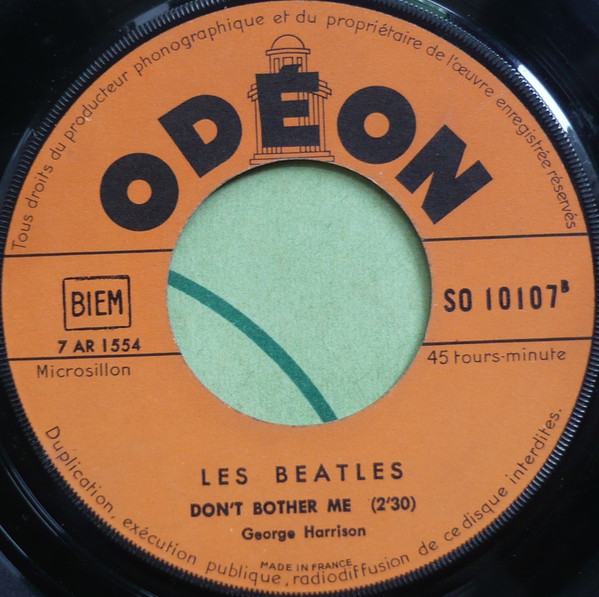 Tous droits du producteur phonographique et du propriétaire de l'œuvre enregistrée réservés
ODÉON
BIEM
7 AR 1554
SO 10107 B
Microsillon
45 tours-minute
LES BEATLES
DON'T BOTHER ME (2'30)
George Harrison
MADE IN FRANCE
Duplication, exécution publique, radiodiffusion de ce disque interdites.